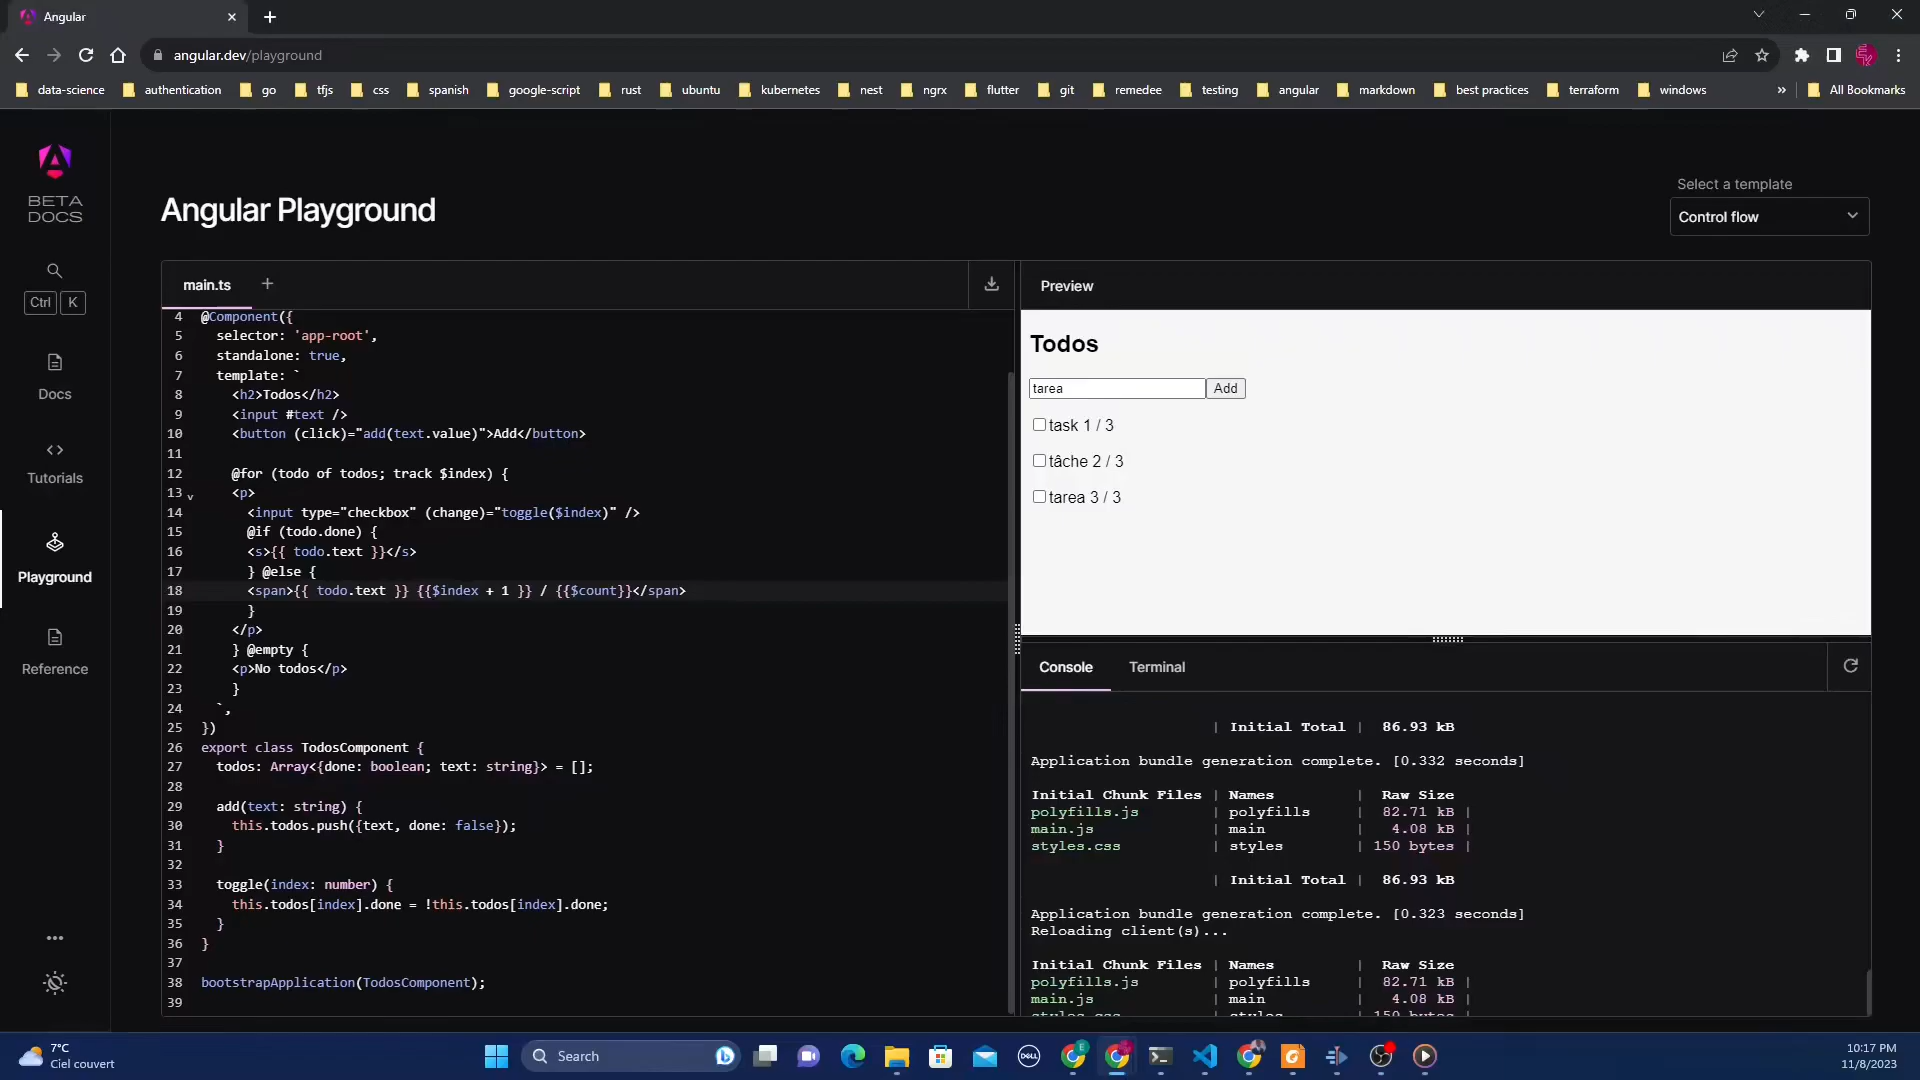 Angular
angular.dev/playground
data-science authentication go tfjs css spanish google-script rust ubuntu kubernetes nest ngrx flutter git remedee testing angular markdown best practices terraform windows » All Bookmarks
BETA
DOCS
Ctrl K
Docs
Tutorials
Playground
Reference
Angular Playground
Select a template
Control flow
main.ts
4 @Component({
5 selector: 'app-root',
6 standalone: true,
7 template: `
8 <h2>Todos</h2>
9 <input #text />
10 <button (click)="add(text.value)">Add</button>
11
12 @for (todo of todos; track $index) {
13 <p>
14 <input type="checkbox" (change)="toggle($index)" />
15 @if (todo.done) {
16 <s>{{ todo.text }}</s>
17 } @else {
18 <span>{{ todo.text }} {{$index + 1 }} / {{$count}}</span>
19 }
20 </p>
21 } @empty {
22 <p>No todos</p>
23 }
24 `,
25 })
26 export class TodosComponent {
27 todos: Array<{done: boolean; text: string}> = [];
28
29 add(text: string) {
30 this.todos.push({text, done: false});
31 }
32
33 toggle(index: number) {
34 this.todos[index].done = !this.todos[index].done;
35 }
36 }
37
38 bootstrapApplication(TodosComponent);
39
Preview
Todos
tarea Add
task 1 / 3
tâche 2 / 3
tarea 3 / 3
Console Terminal
| Initial Total | 86.93 kB
Application bundle generation complete. [0.332 seconds]
Initial Chunk Files | Names | Raw Size
polyfills.js | polyfills | 82.71 kB |
main.js | main | 4.08 kB |
styles.css | styles | 150 bytes |
| Initial Total | 86.93 kB
Application bundle generation complete. [0.323 seconds]
Reloading client(s)...
Initial Chunk Files | Names | Raw Size
polyfills.js | polyfills | 82.71 kB |
main.js | main | 4.08 kB |
styles.css | styles | 150 bytes |
7°C
Ciel couvert
Search
DELL
10:17 PM
11/8/2023